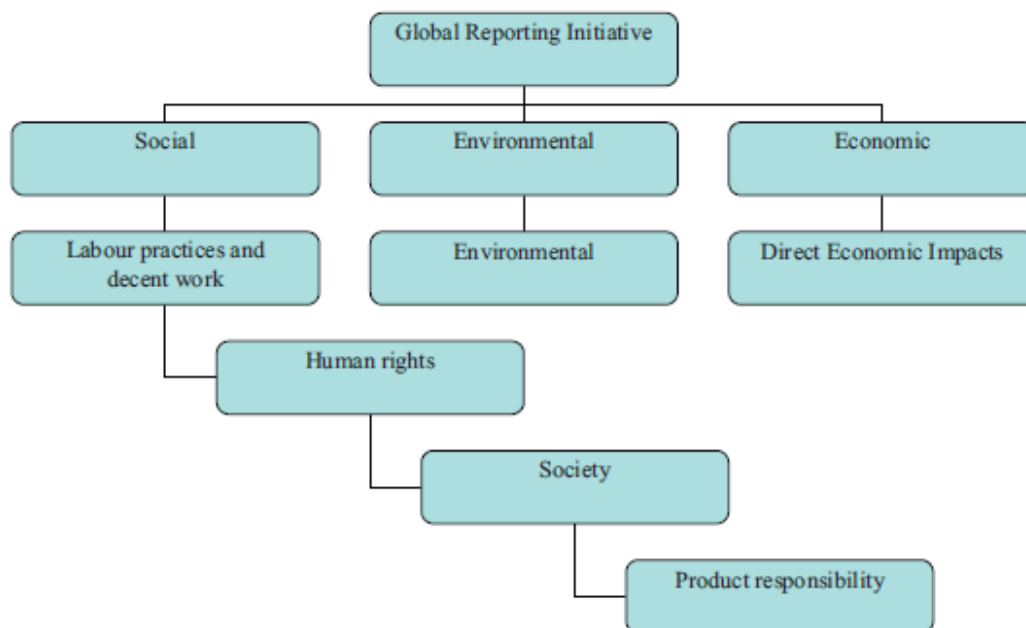 Global Reporting Initiative
Social
Environmental
Economic
Labour practices and
decent work
Environmental
Direct Economic Impacts
Human rights
Society
Product responsibility